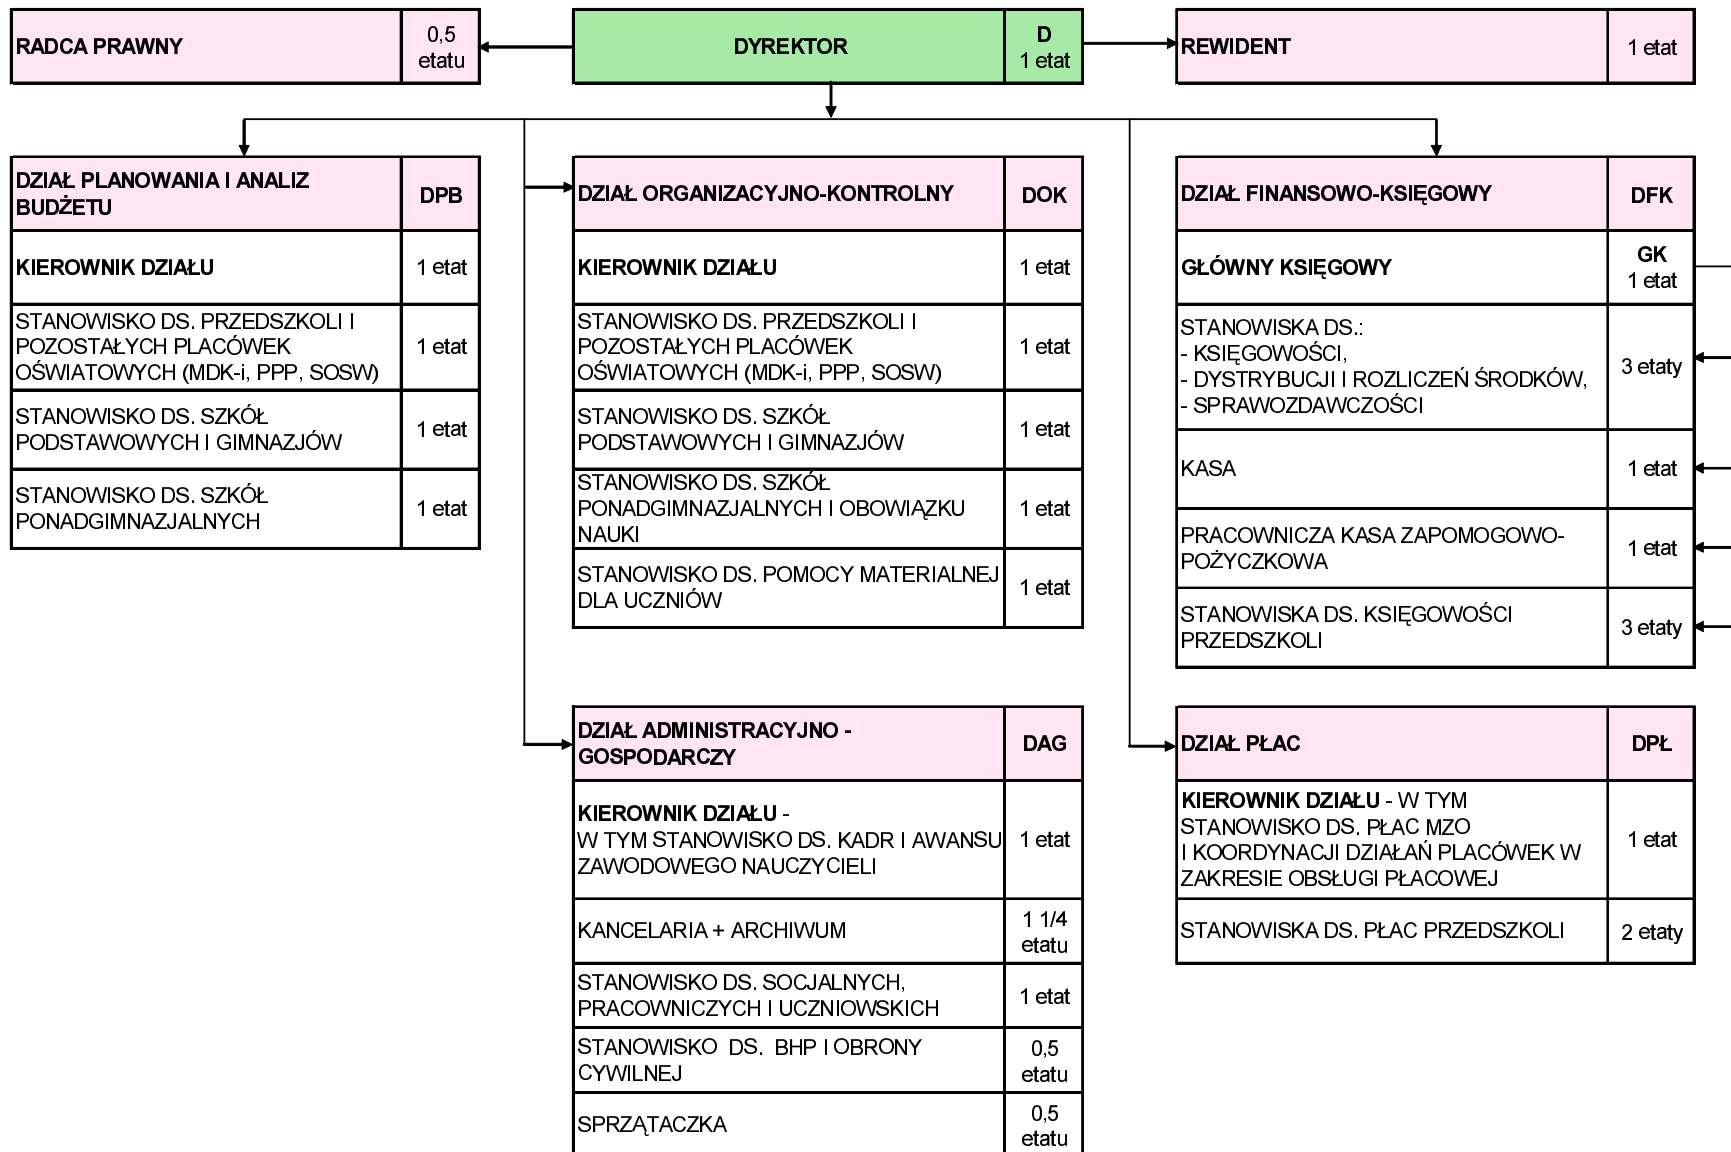 RADCA PRAWNY
0,5
etatu
DYREKTOR
D
1 etat
REWIDENT
1 etat
DZIAŁ PLANOWANIA I ANALIZ
BUDŻETU
DPB
KIEROWNIK DZIAŁU
1 etat
STANOWISKO DS. PRZEDSZKOLI I
POZOSTAŁYCH PLACÓWEK
OŚWIATOWYCH (MDK-i, PPP, SOSW)
1 etat
STANOWISKO DS. SZKÓŁ
PODSTAWOWYCH I GIMNAZJÓW
1 etat
STANOWISKO DS. SZKÓŁ
PONADGIMNAZJALNYCH
1 etat
DZIAŁ ORGANIZACYJNO-KONTROLNY
DOK
KIEROWNIK DZIAŁU
1 etat
STANOWISKO DS. PRZEDSZKOLI I
POZOSTAŁYCH PLACÓWEK
OŚWIATOWYCH (MDK-i, PPP, SOSW)
1 etat
STANOWISKO DS. SZKÓŁ
PODSTAWOWYCH I GIMNAZJÓW
1 etat
STANOWISKO DS. SZKÓŁ
PONADGIMNAZJALNYCH I OBOWIĄZKU
NAUKI
1 etat
STANOWISKO DS. POMOCY MATERIALNEJ
DLA UCZNIÓW
1 etat
DZIAŁ FINANSOWO-KSIĘGOWY
DFK
GŁÓWNY KSIĘGOWY
GK
1 etat
STANOWISKA DS.:
- KSIĘGOWOŚCI,
- DYSTRYBUCJI I ROZLICZEŃ ŚRODKÓW,
- SPRAWOZDAWCZOŚCI
3 etaty
KASA
1 etat
PRACOWNICZA KASA ZAPOMOGOWO-
POŻYCZKOWA
1 etat
STANOWISKA DS. KSIĘGOWOŚCI
PRZEDSZKOLI
3 etaty
DZIAŁ ADMINISTRACYJNO -
GOSPODARCZY
DAG
KIEROWNIK DZIAŁU -
W TYM STANOWISKO DS. KADR I AWANSU
ZAWODOWEGO NAUCZYCIELI
1 etat
KANCELARIA + ARCHIWUM
1 1/4
etatu
STANOWISKO DS. SOCJALNYCH,
PRACOWNICZYCH I UCZNIOWSKICH
1 etat
STANOWISKO DS. BHP I OBRONY
CYWILNEJ
0,5
etatu
SPRZĄTACZKA
0,5
etatu
DZIAŁ PŁAC
DPŁ
KIEROWNIK DZIAŁU - W TYM
STANOWISKO DS. PŁAC MZO
I KOORDYNACJI DZIAŁAŃ PLACÓWEK W
ZAKRESIE OBSŁUGI PŁACOWEJ
1 etat
STANOWISKA DS. PŁAC PRZEDSZKOLI
2 etaty